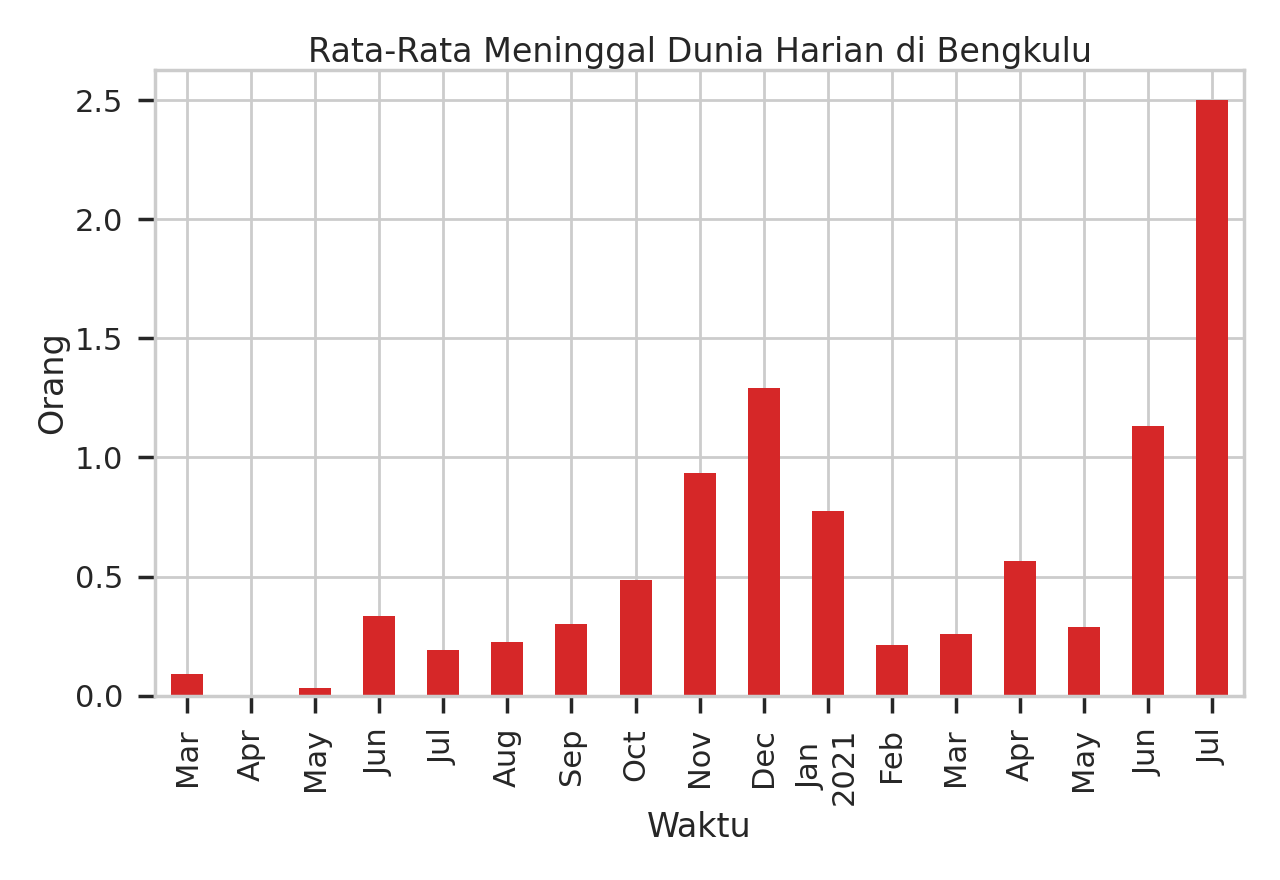 Rata-Rata Meninggal Dunia Harian di Bengkulu
Orang
2.5
2.0
1.5
1.0
0.5
0.0
Mar
Apr
May
Jun
Jul
Aug
Sep
Oct
Nov
Dec
Jan
2021
Feb
Mar
Apr
May
Jun
Jul
Waktu